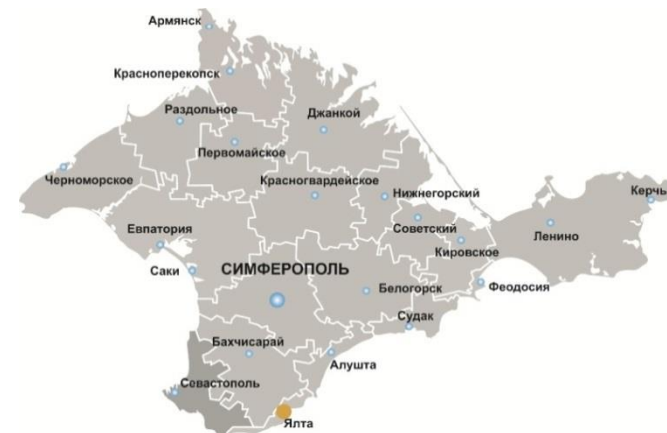 Армянск
Красноперекопск
Раздольное
Джанкой
Первомайское
Черноморское
Красногвардейское
Нижнегорский
Керчь
Евпатория
Советский
Ленино
Кировское
Саки
СИМФЕРОПОЛЬ
Белогорск
Феодосия
Судак
Бахчисарай
Алушта
Севастополь
Ялта